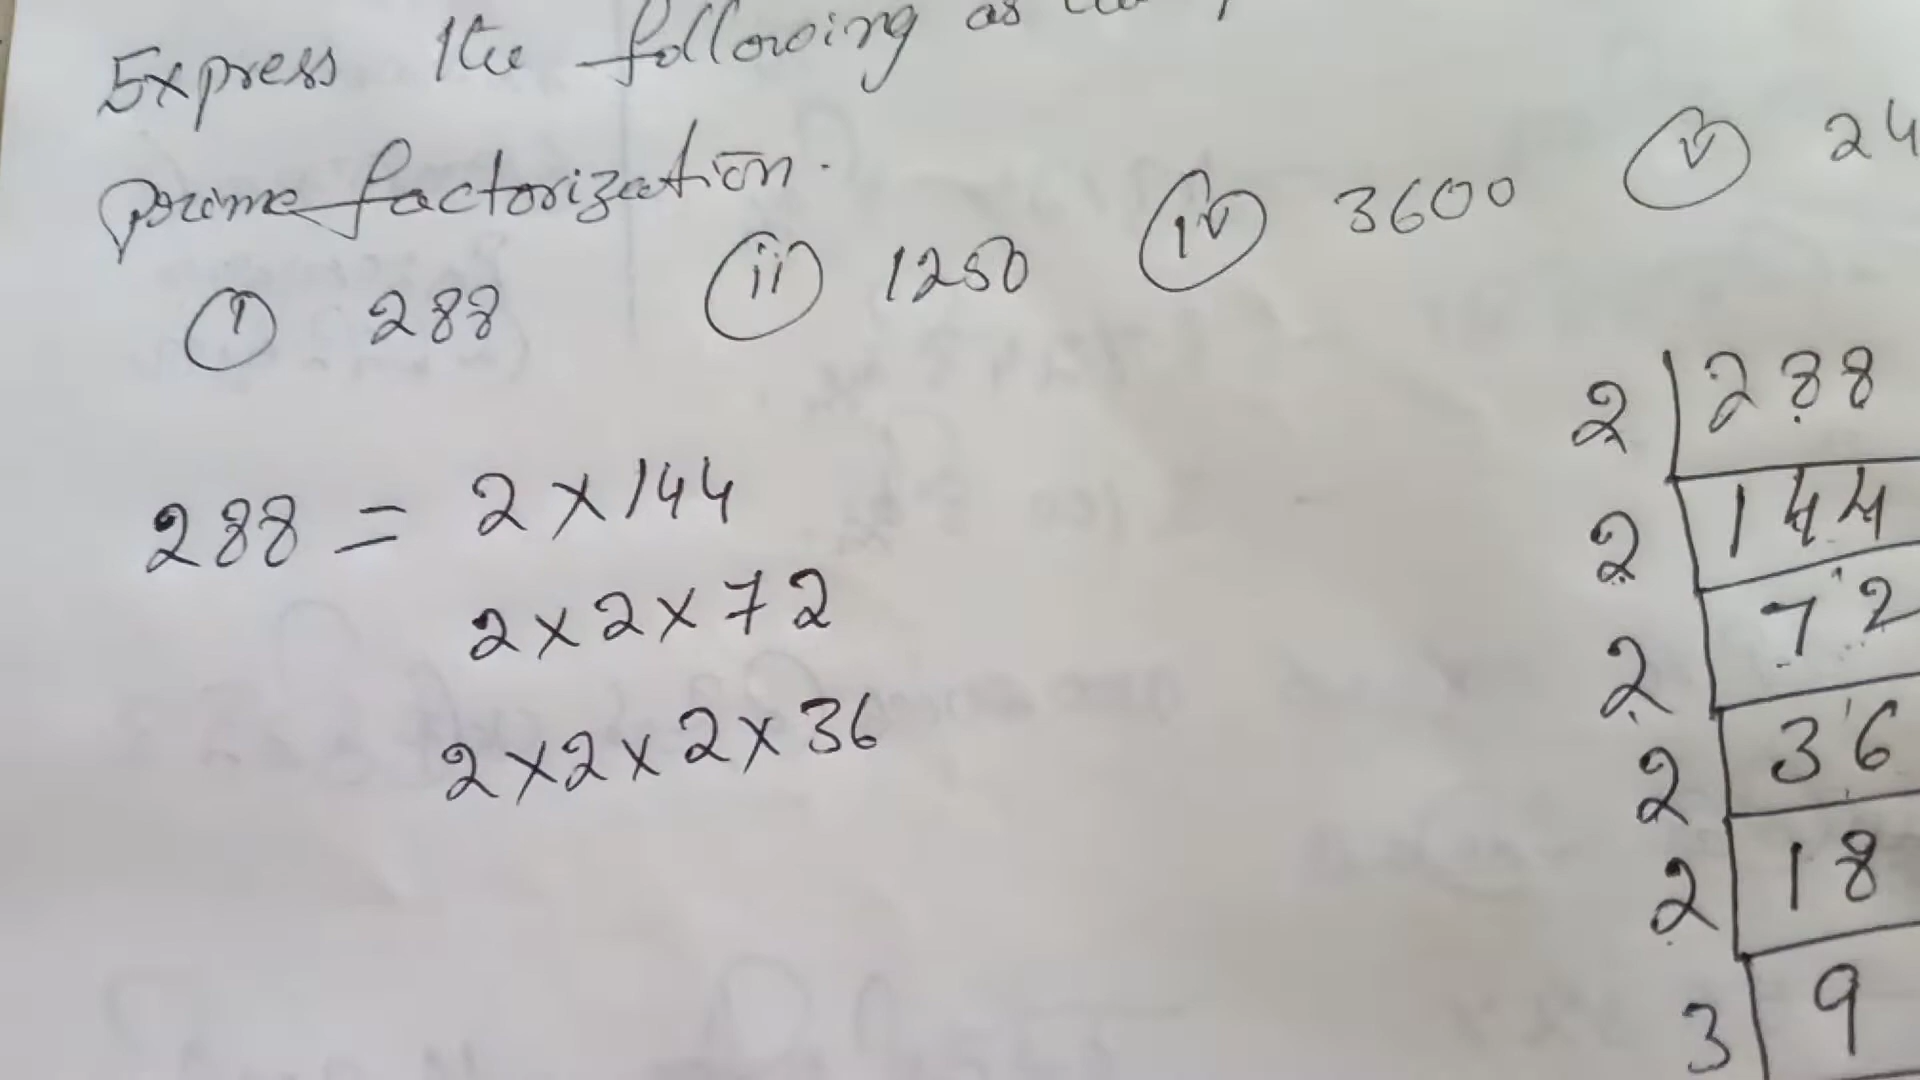 Express the following as
prime factorization.
(i) 288 (ii) 1250 (iv) 3600 (v) 24
288 = 2 × 144
2 × 2 × 72
2 × 2 × 2 × 36
2 | 288
2 | 144
2 | 72
2 | 36
2 | 18
3 | 9